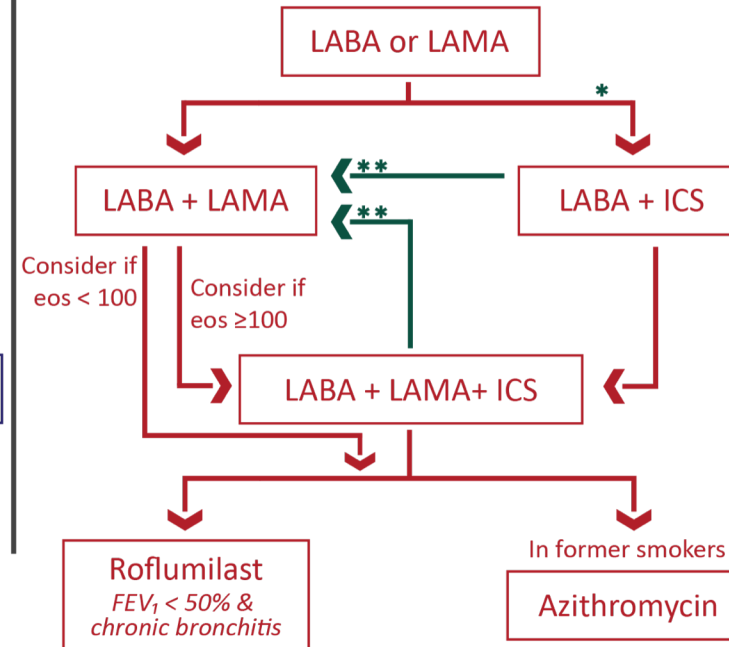 LABA or LAMA
*
LABA + LAMA
**
**
LABA + ICS
Consider if
eos < 100
Consider if
eos ≥100
LABA + LAMA+ ICS
Roflumilast
FEV₁ < 50% &
chronic bronchitis
In former smokers
Azithromycin